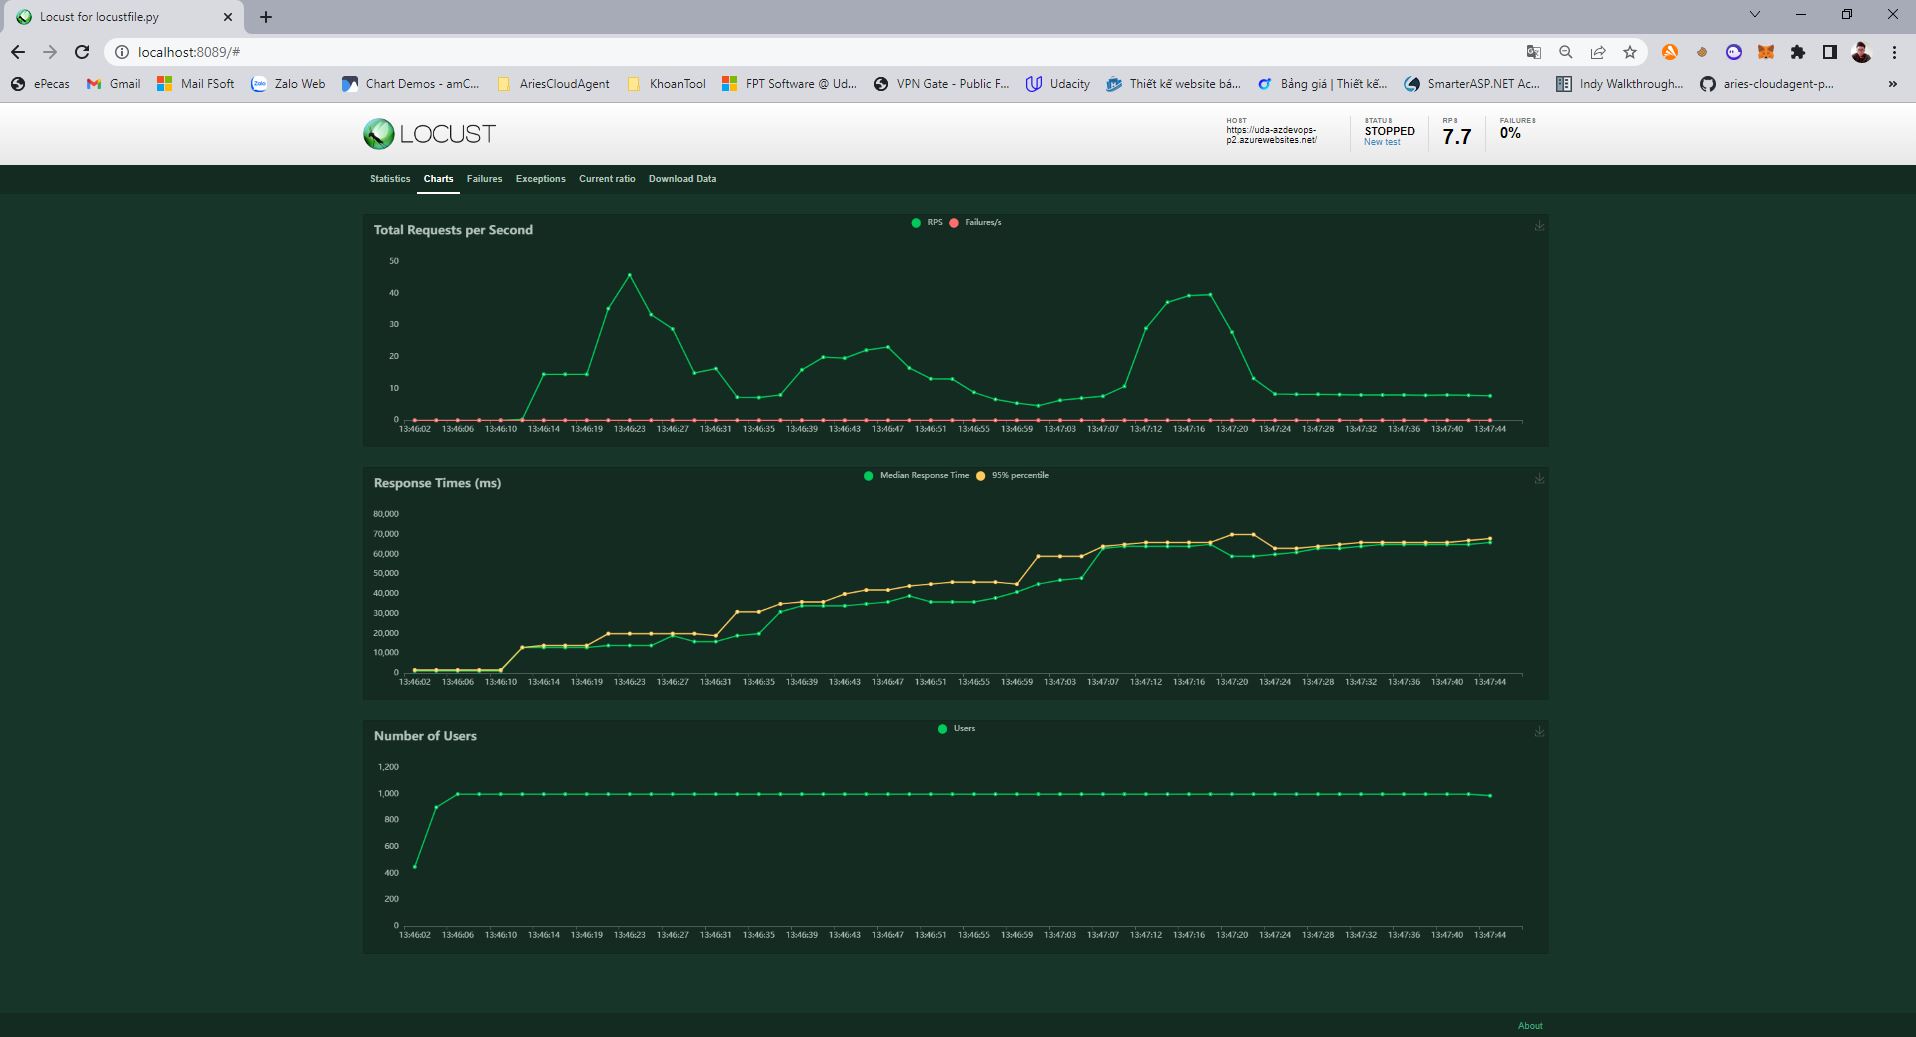 Locust for locustfile.py
localhost:8089/#
ePecas Gmail Mail FSoft Zalo Web Chart Demos - amC... AriesCloudAgent KhoanTool FPT Software @ Ud... VPN Gate - Public F... Udacity Thiết kế website bá... Bảng giá | Thiết kế... SmarterASP.NET Ac... Indy Walkthrough... aries-cloudagent-p... »
LOCUST
HOST
https://uda-azdevops-
p2.azurewebsites.net/
STATUS
STOPPED
New test
RPS
7.7
FAILURES
0%
Statistics Charts Failures Exceptions Current ratio Download Data
Total Requests per Second
RPS Failures/s
50
40
30
20
10
0
13:46:02 13:46:06 13:46:10 13:46:14 13:46:19 13:46:23 13:46:27 13:46:31 13:46:35 13:46:39 13:46:43 13:46:47 13:46:51 13:46:55 13:46:59 13:47:03 13:47:07 13:47:12 13:47:16 13:47:20 13:47:24 13:47:28 13:47:32 13:47:36 13:47:40 13:47:44
Response Times (ms)
Median Response Time 95% percentile
80,000
70,000
60,000
50,000
40,000
30,000
20,000
10,000
0
13:46:02 13:46:06 13:46:10 13:46:14 13:46:19 13:46:23 13:46:27 13:46:31 13:46:35 13:46:39 13:46:43 13:46:47 13:46:51 13:46:55 13:46:59 13:47:03 13:47:07 13:47:12 13:47:16 13:47:20 13:47:24 13:47:28 13:47:32 13:47:36 13:47:40 13:47:44
Number of Users
Users
1,200
1,000
800
600
400
200
0
13:46:02 13:46:06 13:46:10 13:46:14 13:46:19 13:46:23 13:46:27 13:46:31 13:46:35 13:46:39 13:46:43 13:46:47 13:46:51 13:46:55 13:46:59 13:47:03 13:47:07 13:47:12 13:47:16 13:47:20 13:47:24 13:47:28 13:47:32 13:47:36 13:47:40 13:47:44
About